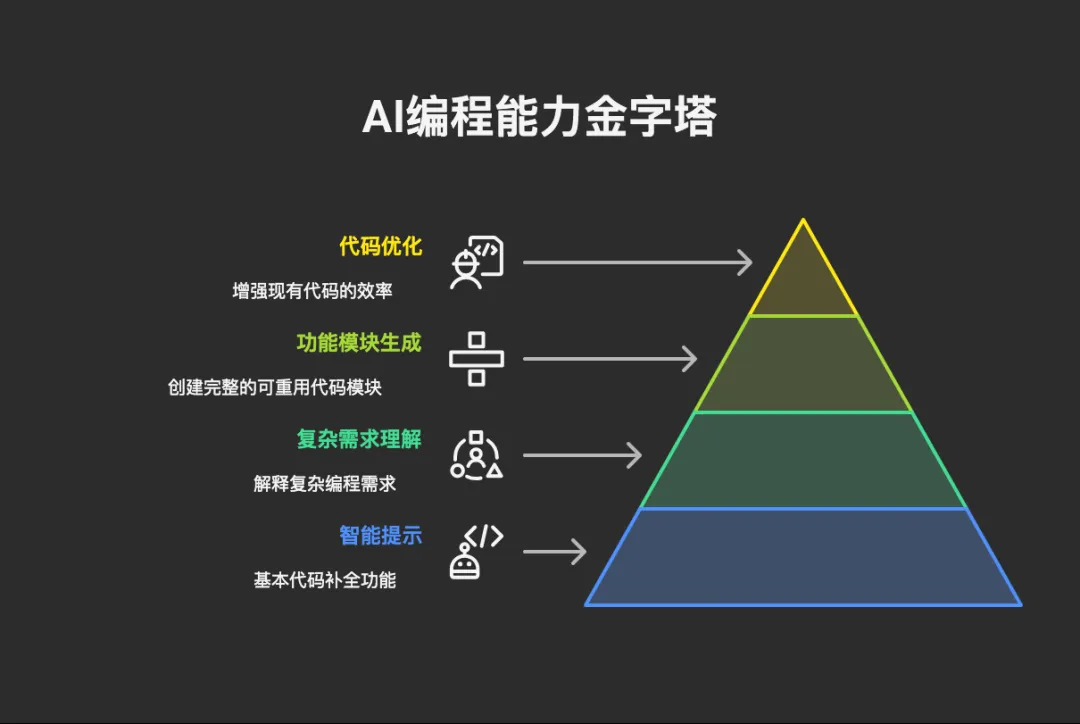 AI编程能力金字塔
代码优化
增强现有代码的效率
功能模块生成
创建完整的可重用代码模块
复杂需求理解
解释复杂编程需求
智能提示
基本代码补全功能